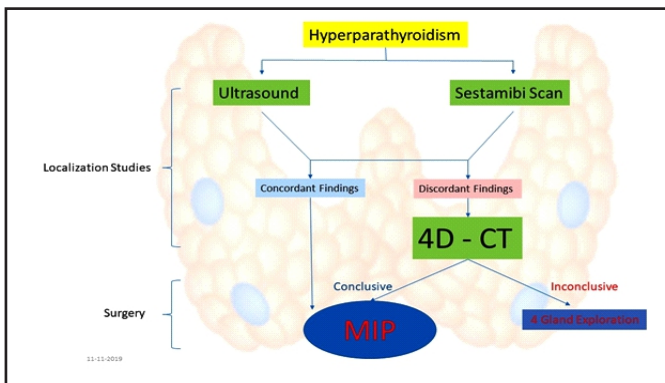 Hyperparathyroidism
Ultrasound
Sestamibi Scan
Localization Studies
Concordant Findings
Discordant Findings
4D - CT
Conclusive
Inconclusive
Surgery
MIP
4 Gland Exploration
11-11-2019